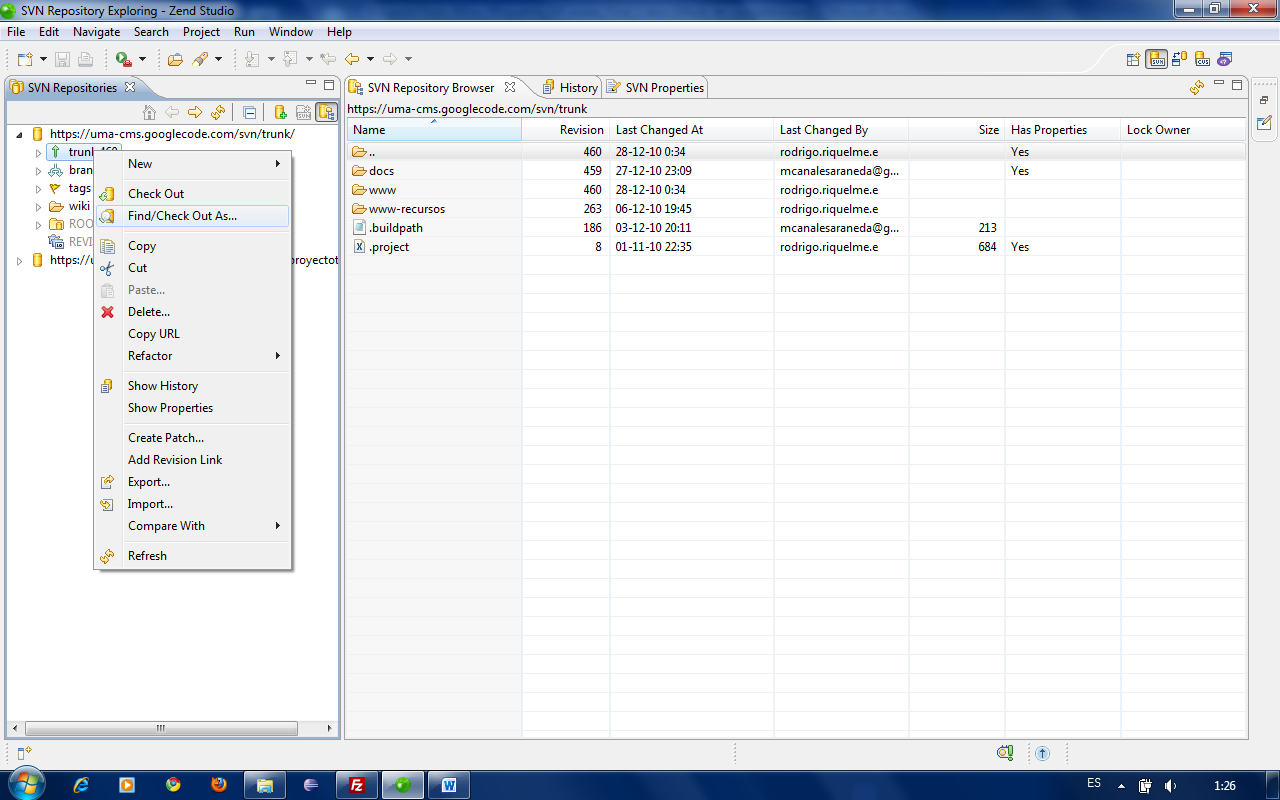 SVN Repository Exploring - Zend Studio
File Edit Navigate Search Project Run Window Help
SVN Repositories
https://uma-cms.googlecode.com/svn/trunk/
trunk 460
bran
tags
wiki
ROO
REVI
https://u
proyectot
New
Check Out
Find/Check Out As...
Copy
Cut
Paste...
Delete...
Copy URL
Refactor
Show History
Show Properties
Create Patch...
Add Revision Link
Export...
Import...
Compare With
Refresh
SVN Repository Browser History SVN Properties
https://uma-cms.googlecode.com/svn/trunk
Name Revision Last Changed At Last Changed By Size Has Properties Lock Owner
.. 460 28-12-10 0:34 rodrigo.riquelme.e Yes
docs 459 27-12-10 23:09 mcanalesaraneda@g... Yes
www 460 28-12-10 0:34 rodrigo.riquelme.e
www-recursos 263 06-12-10 19:45 rodrigo.riquelme.e
.buildpath 186 03-12-10 20:11 mcanalesaraneda@g... 213
.project 8 01-11-10 22:35 rodrigo.riquelme.e 684 Yes
ES 1:26